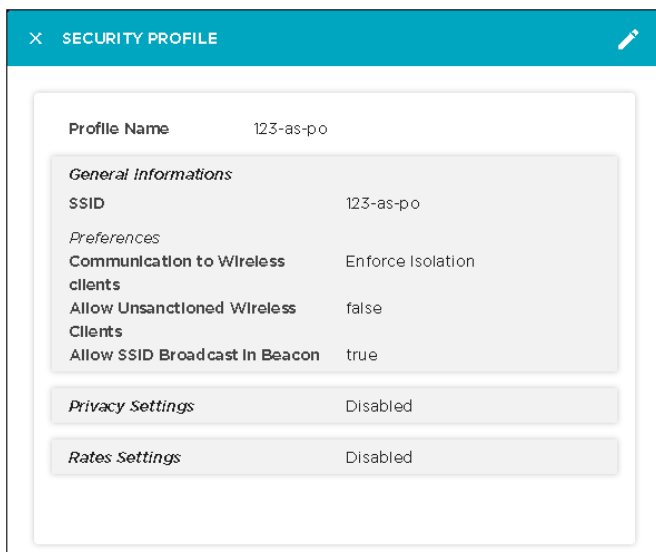 SECURITY PROFILE
Profile Name 123-as-po
General Informations
SSID 123-as-po
Preferences
Communication to Wireless Enforce Isolation
clients
Allow Unsanctioned Wireless false
Clients
Allow SSID Broadcast in Beacon true
Privacy Settings Disabled
Rates Settings Disabled